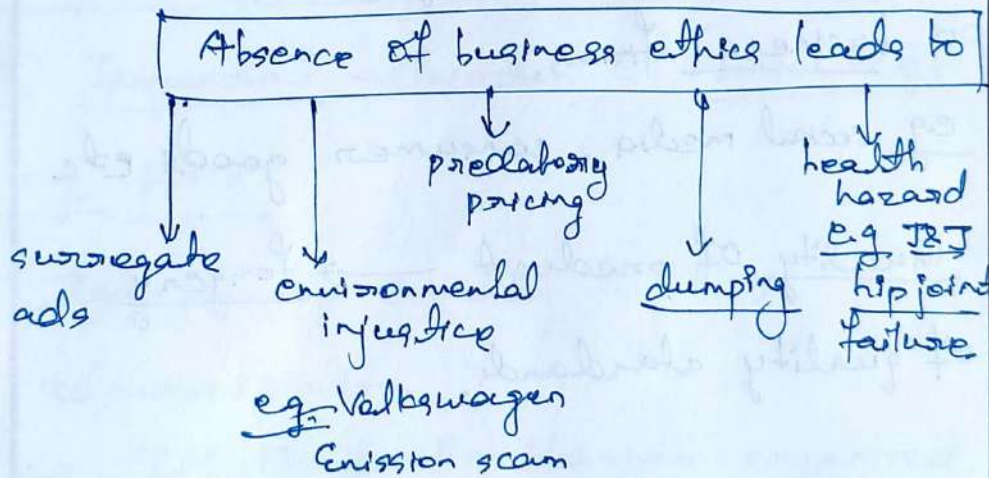 Absence of business ethics leads to
surrogate
ads
environmental
injustice
eg. Volkswagen
Emission scam
predatory
pricing
dumping
health
hazard
e.g J&J
hip joint
failure